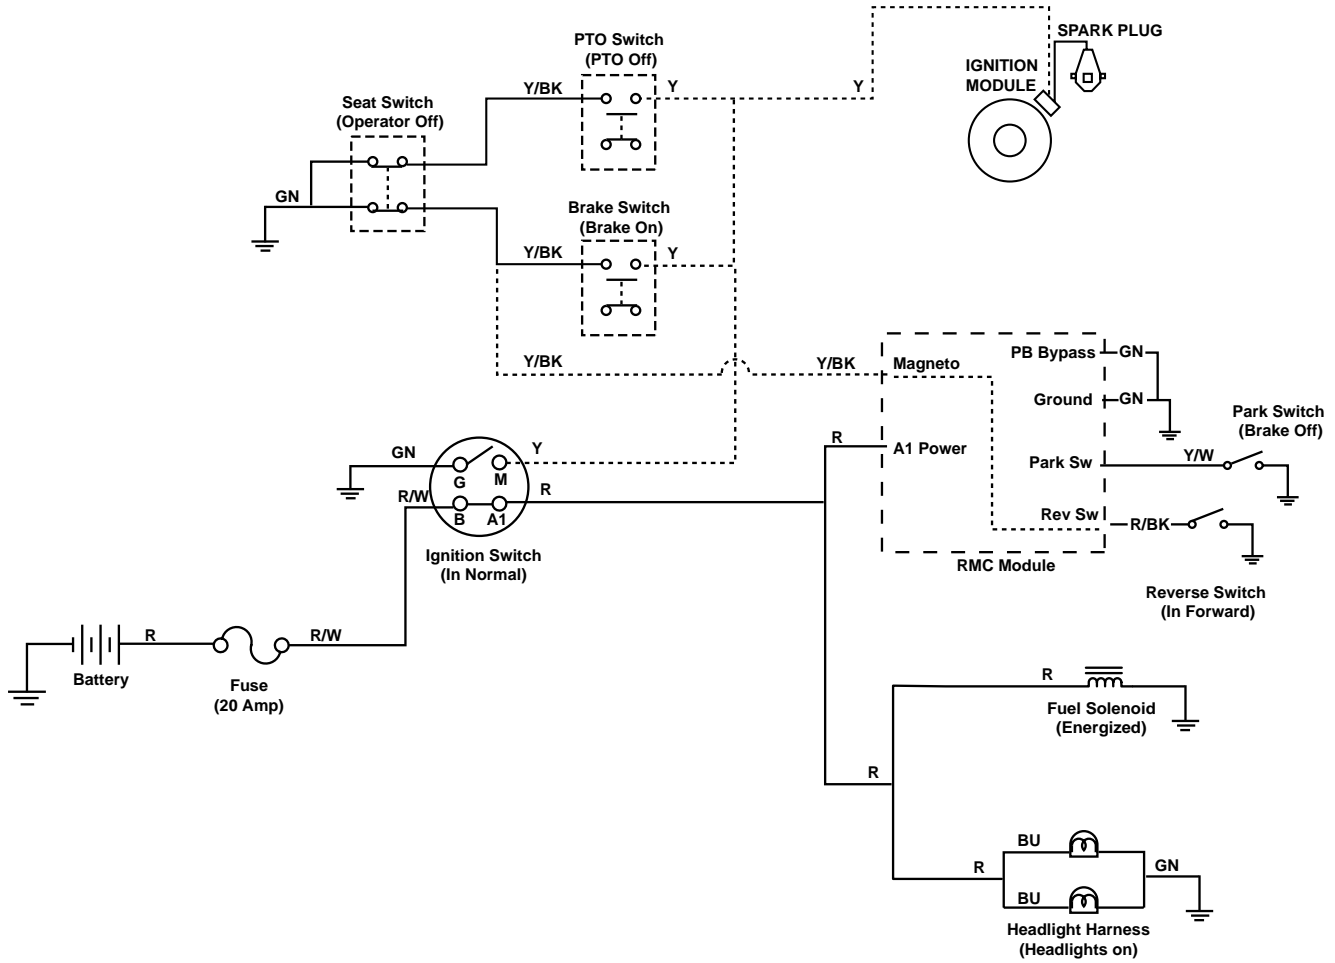 SPARK PLUG
PTO Switch
(PTO Off)
IGNITION
MODULE
Y/BK
Y
Y
Seat Switch
(Operator Off)
GN
Brake Switch
(Brake On)
Y/BK
Y
Y/BK
Y/BK
Magneto
PB Bypass
GN
Ground
GN
Park Switch
(Brake Off)
R
A1 Power
Park Sw
Y/W
GN
Y
G
M
R/W
R
B
A1
Rev Sw
R/BK
Ignition Switch
(In Normal)
RMC Module
Reverse Switch
(In Forward)
R
R/W
Battery
Fuse
(20 Amp)
R
Fuel Solenoid
(Energized)
R
BU
R
GN
BU
Headlight Harness
(Headlights on)